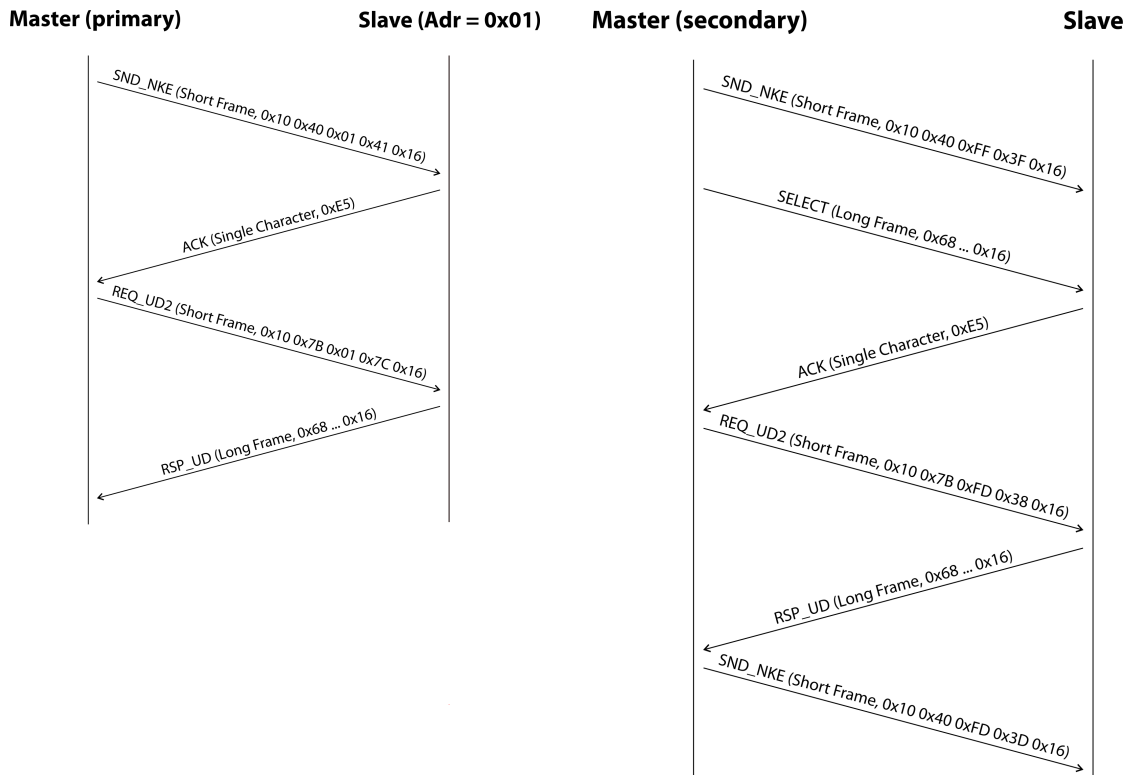 Master (primary)
Slave (Adr = 0x01)
SND_NKE (Short Frame, 0x10 0x40 0x01 0x41 0x16)
ACK (Single Character, 0xE5)
REQ_UD2 (Short Frame, 0x10 0x7B 0x01 0x7C 0x16)
RSP_UD (Long Frame, 0x68 ... 0x16)
Master (secondary)
Slave
SND_NKE (Short Frame, 0x10 0x40 0xFF 0x3F 0x16)
SELECT (Long Frame, 0x68 ... 0x16)
ACK (Single Character, 0xE5)
REQ_UD2 (Short Frame, 0x10 0x7B 0xFD 0x38 0x16)
RSP_UD (Long Frame, 0x68 ... 0x16)
SND_NKE (Short Frame, 0x10 0x40 0xFD 0x3D 0x16)